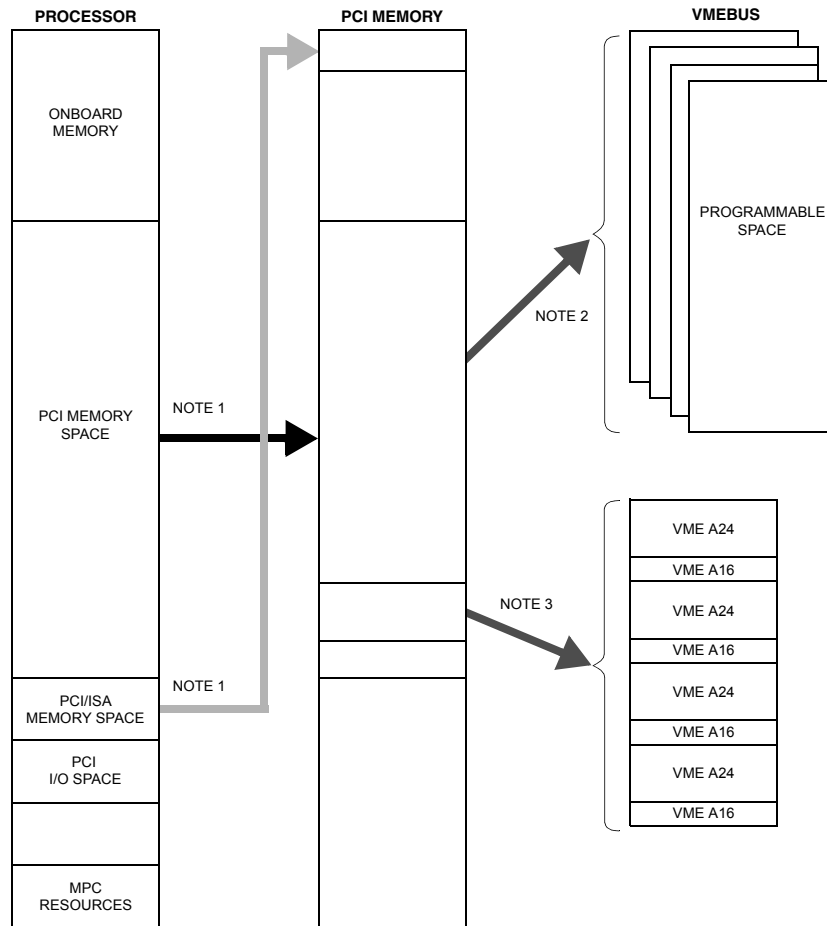 PROCESSOR
PCI MEMORY
VMEBUS
ONBOARD
MEMORY
PROGRAMMABLE
SPACE
NOTE 2
NOTE 1
PCI MEMORY
SPACE
VME A24
VME A16
NOTE 3
VME A24
VME A16
NOTE 1
VME A24
PCI/ISA
MEMORY SPACE
VME A16
PCI
I/O SPACE
VME A24
VME A16
MPC
RESOURCES